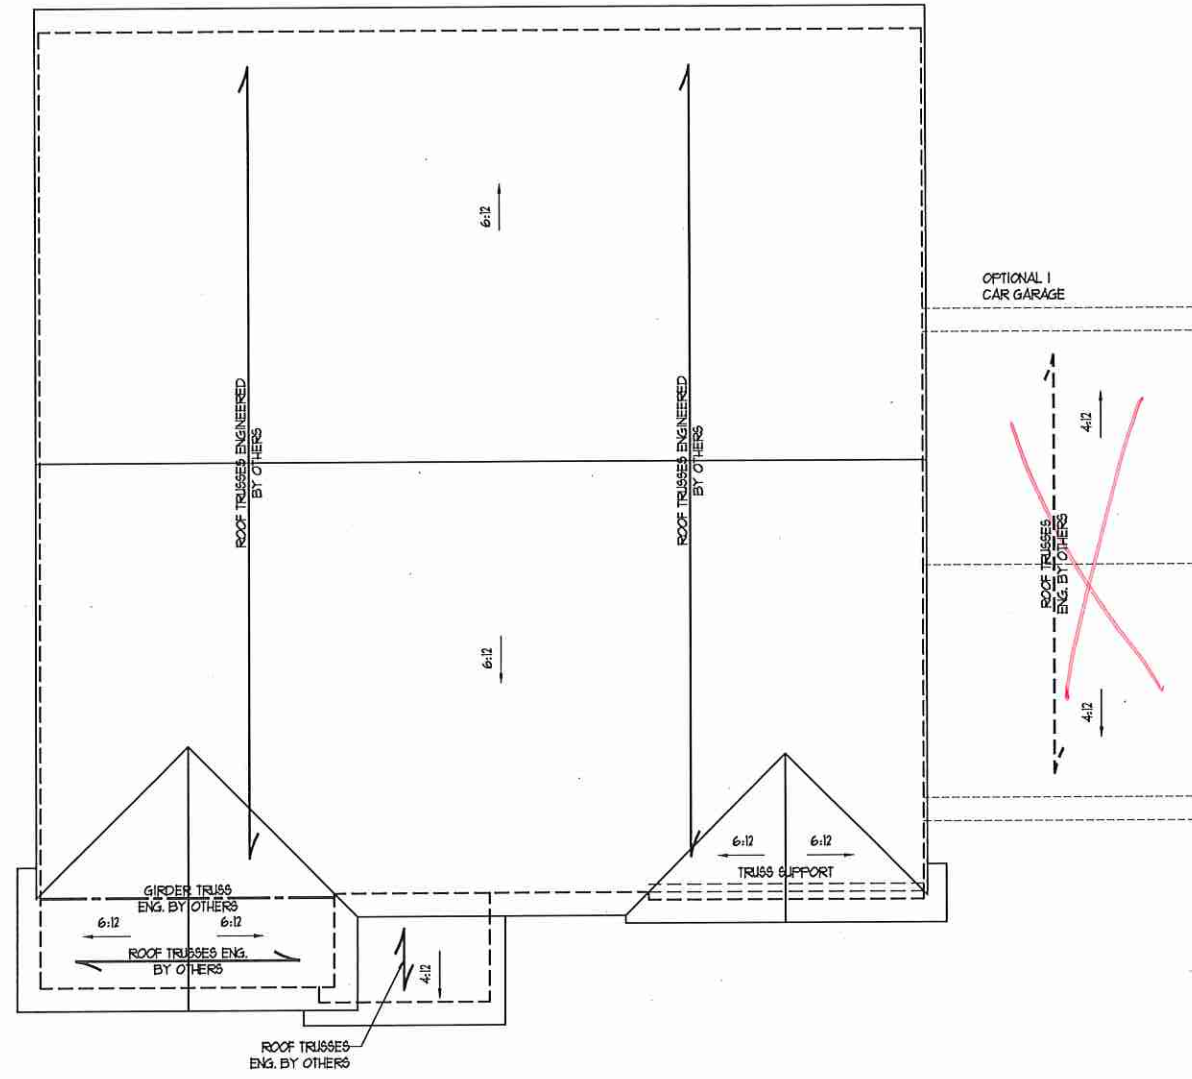 6:12
OPTIONAL 1
CAR GARAGE
ROOF TRUSSES ENGINEERED
BY OTHERS
ROOF TRUSSES ENGINEERED
BY OTHERS
4:12
ROOF TRUSSES
ENG. BY OTHERS
6:12
4:12
6:12
6:12
TRUSS SUPPORT
GIRDER TRUSS
ENG. BY OTHERS
6:12
6:12
ROOF TRUSSES ENG.
BY OTHERS
4:12
ROOF TRUSSES
ENG. BY OTHERS